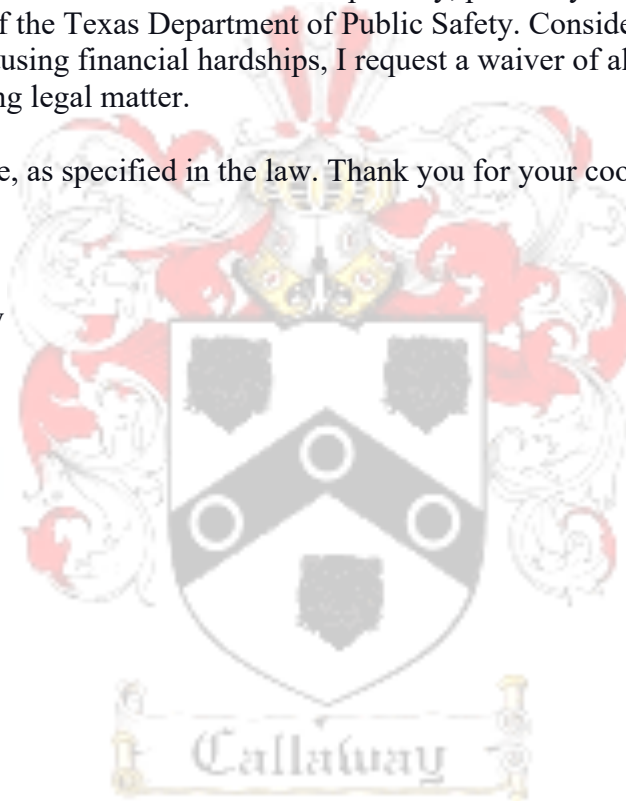 of the Texas Department of Public Safety. Conside
using financial hardships, I request a waiver of al
ng legal matter.
e, as specified in the law. Thank you for your coo
Callaway